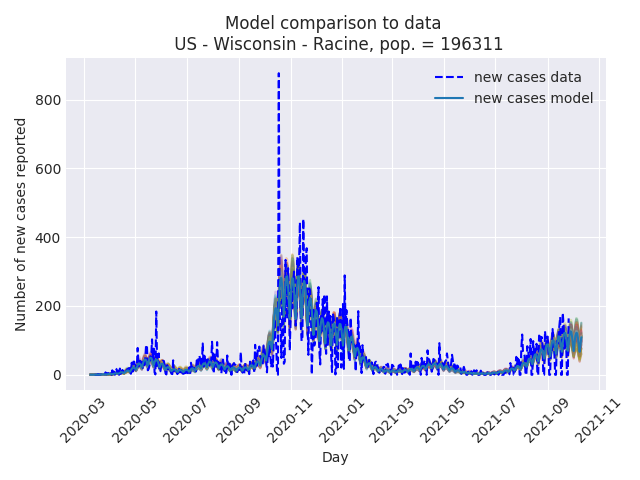 Model comparison to data
US - Wisconsin - Racine, pop. = 196311
new cases data
new cases model
Number of new cases reported
800
600
400
200
0
2020-03
2020-05
2020-07
2020-09
2020-11
2021-01
2021-03
2021-05
2021-07
2021-09
2021-11
Day